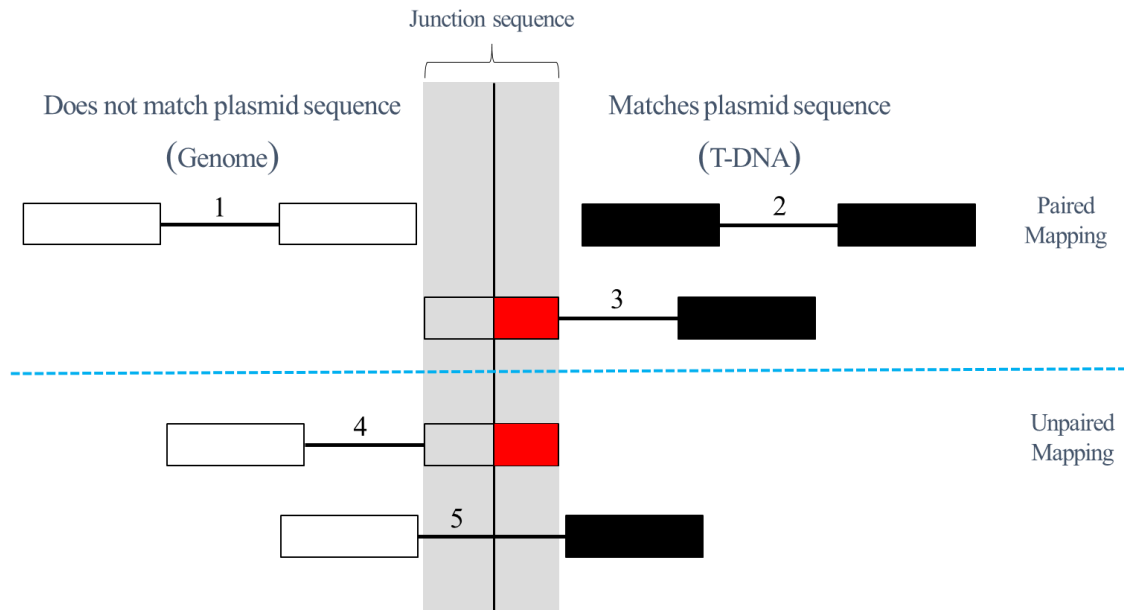 Junction sequence
Does not match plasmid sequence
(Genome)
Matches plasmid sequence
(T-DNA)
1
2
Paired
Mapping
3
4
Unpaired
Mapping
5